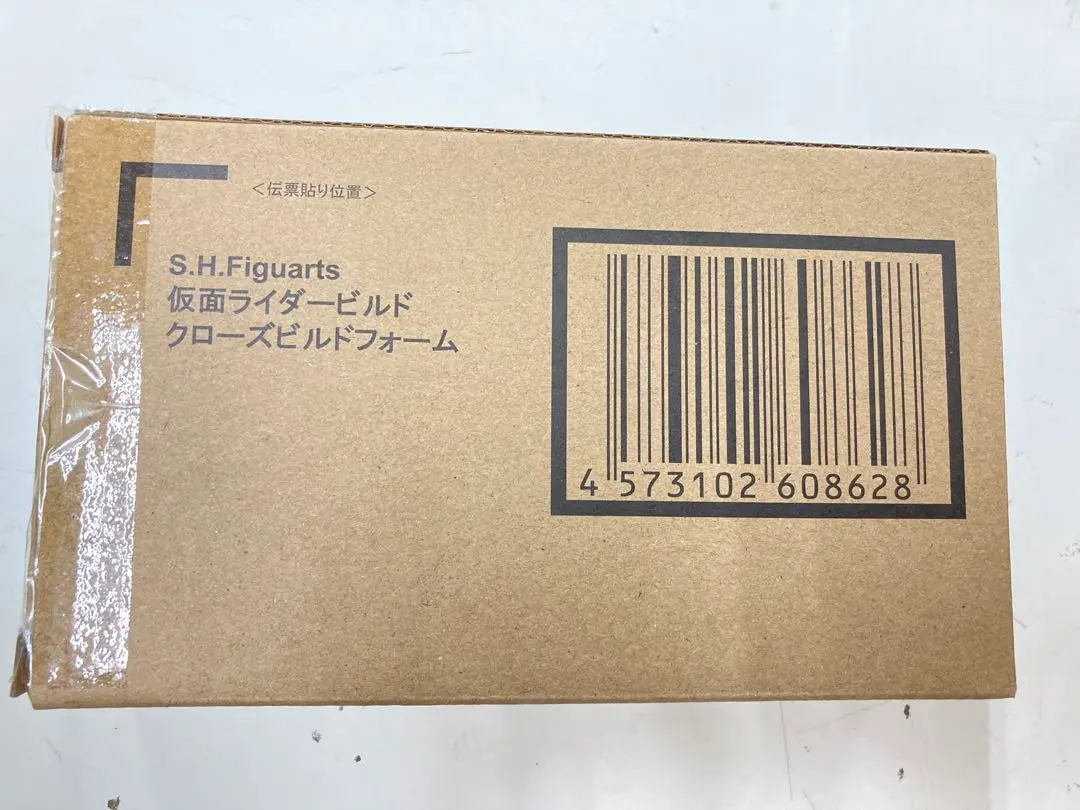 ＜伝票貼り位置＞
S.H.Figuarts
仮面ライダービルド
クローズビルドフォーム
4 573102 608628